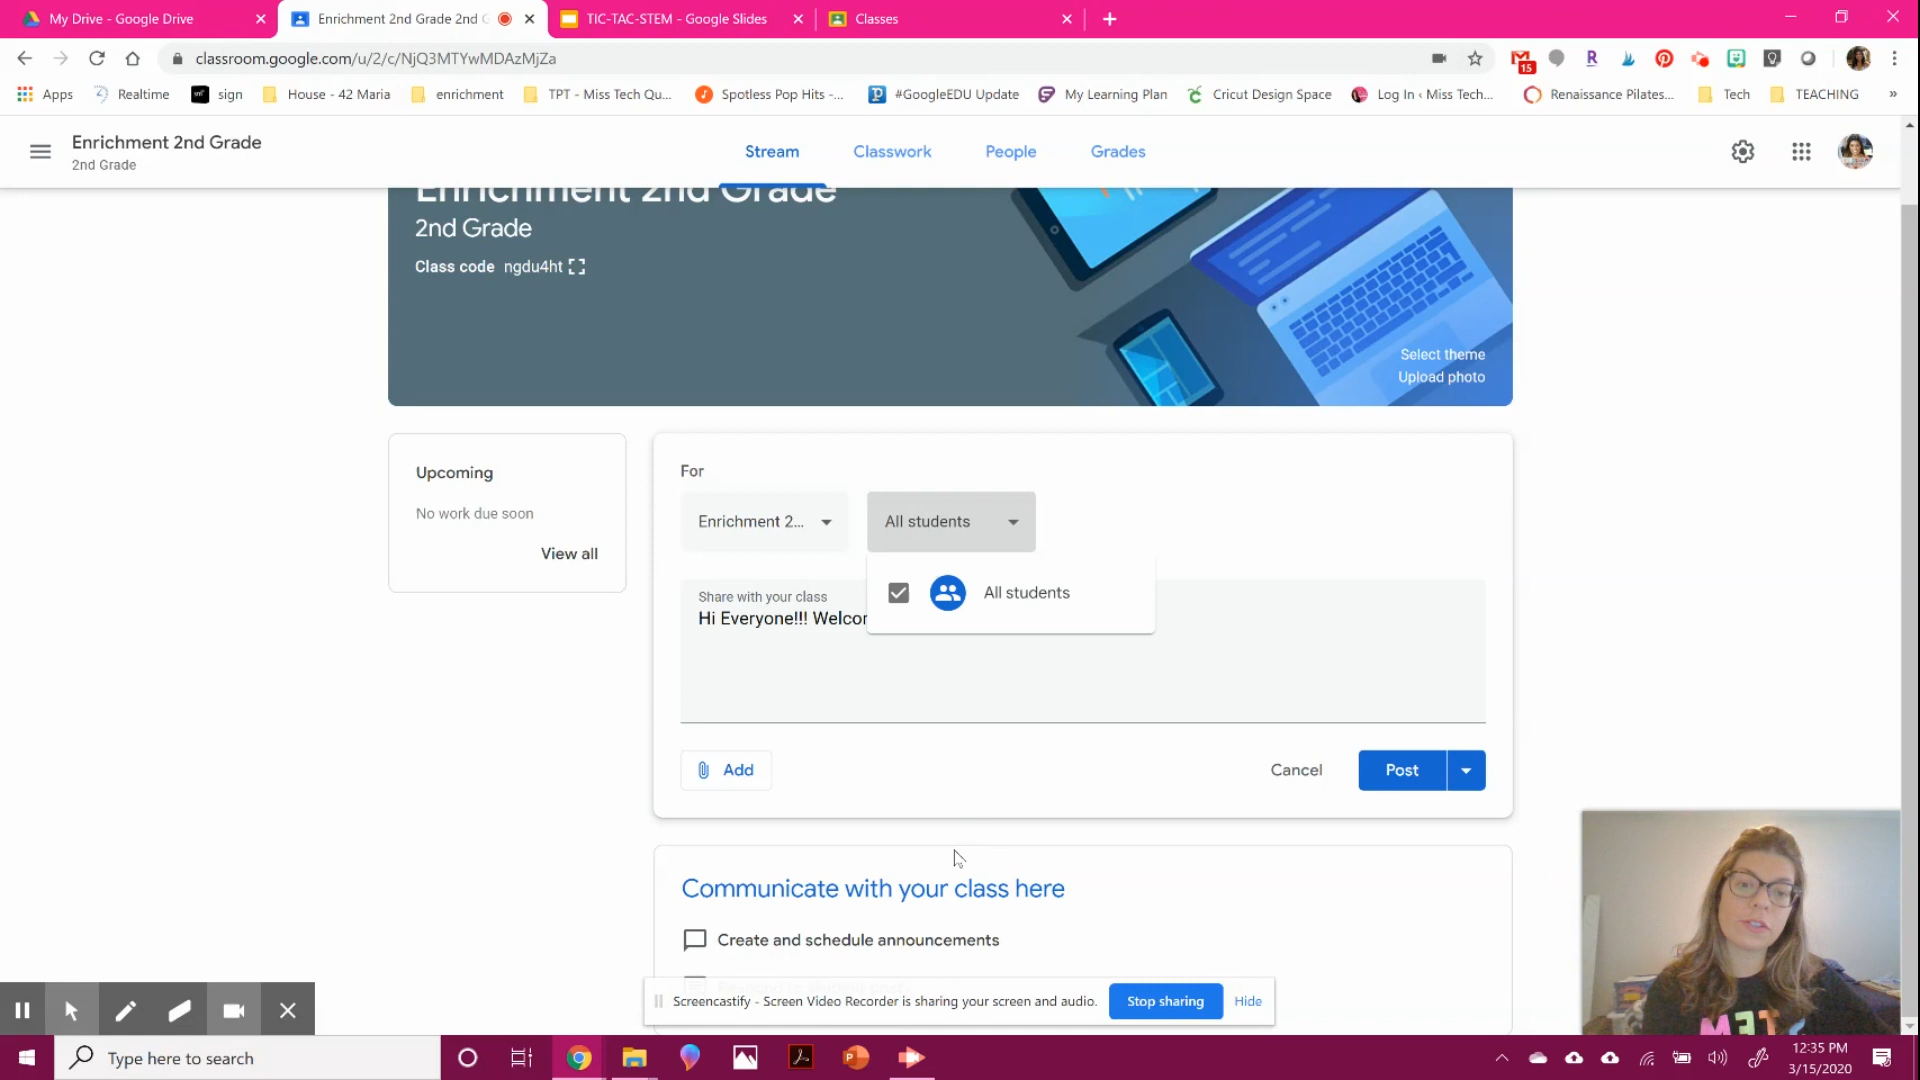 My Drive - Google Drive
Enrichment 2nd Grade 2nd G
TIC-TAC-STEM - Google Slides
Classes
classroom.google.com/u/2/c/NjQ3MTYwMDAzMjZa
15
Apps
Realtime
sign
House - 42 Maria
enrichment
TPT - Miss Tech Qu...
Spotless Pop Hits -...
#GoogleEDU Update
My Learning Plan
Cricut Design Space
Log In ‹ Miss Tech...
Renaissance Pilates...
Tech
TEACHING
»
Enrichment 2nd Grade
2nd Grade
Stream
Classwork
People
Grades
Enrichment 2nd Grade
2nd Grade
Class code ngdu4ht
Select theme
Upload photo
Upcoming
No work due soon
View all
For
Enrichment 2...
All students
All students
Share with your class
Hi Everyone!!! Welcor
Add
Cancel
Post
Communicate with your class here
Create and schedule announcements
Screencastify - Screen Video Recorder is sharing your screen and audio.
Stop sharing
Hide
Type here to search
12:35 PM
3/15/2020